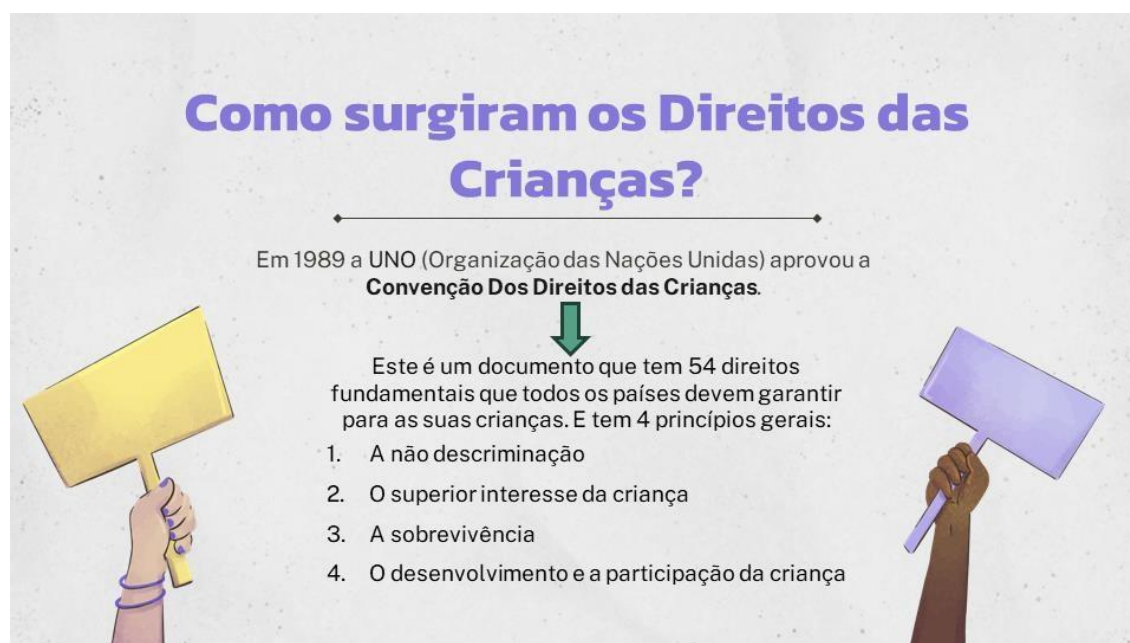 Como surgiram os Direitos das
Crianças?
Em 1989 a UNO (Organização das Nações Unidas) aprovou a
Convenção Dos Direitos das Crianças.
Este é um documento que tem 54 direitos
fundamentais que todos os países devem garantir
para as suas crianças. E tem 4 princípios gerais:
1. A não descriminação
2. O superior interesse da criança
3. A sobrevivência
4. O desenvolvimento e a participação da criança